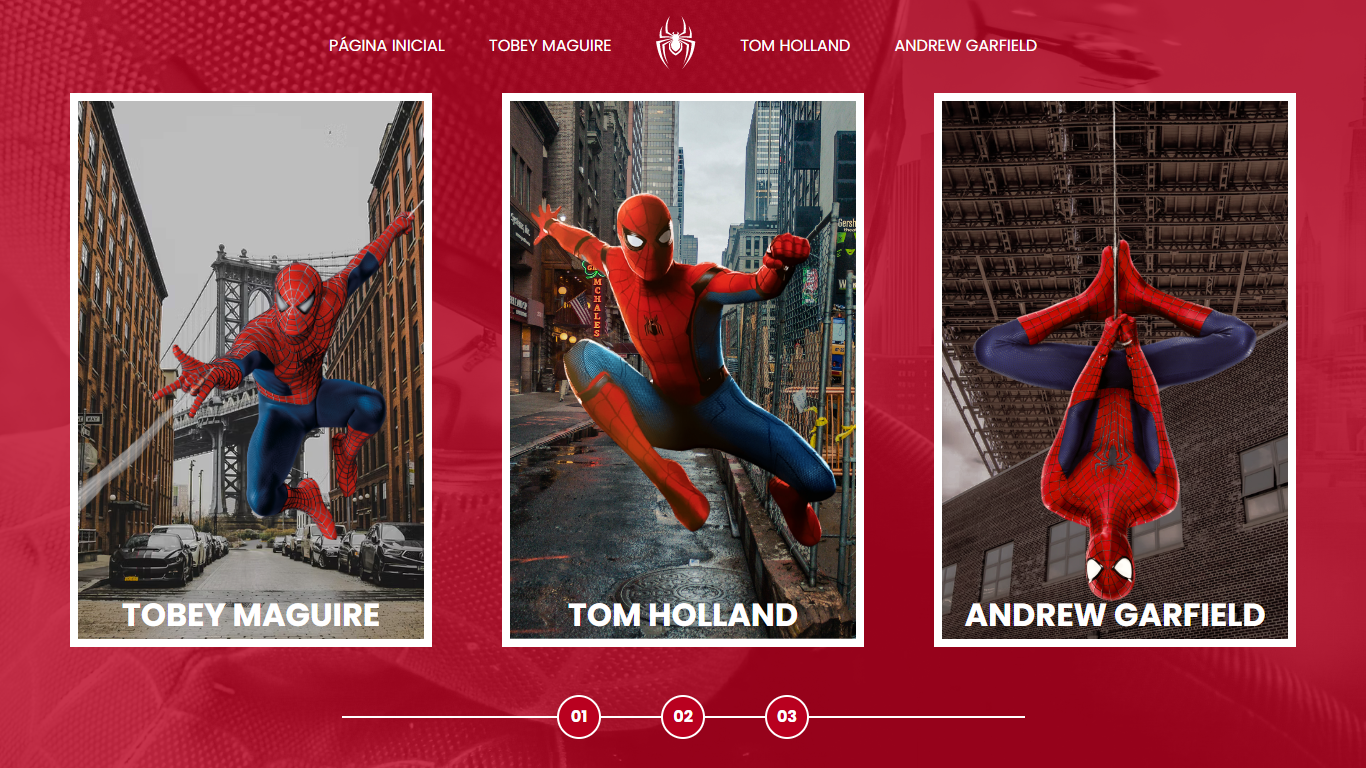 PÁGINA INICIAL
TOBEY MAGUIRE
TOM HOLLAND
ANDREW GARFIELD
MCHALES
TOBEY MAGUIRE
TOM HOLLAND
ANDREW GARFIELD
01
02
03